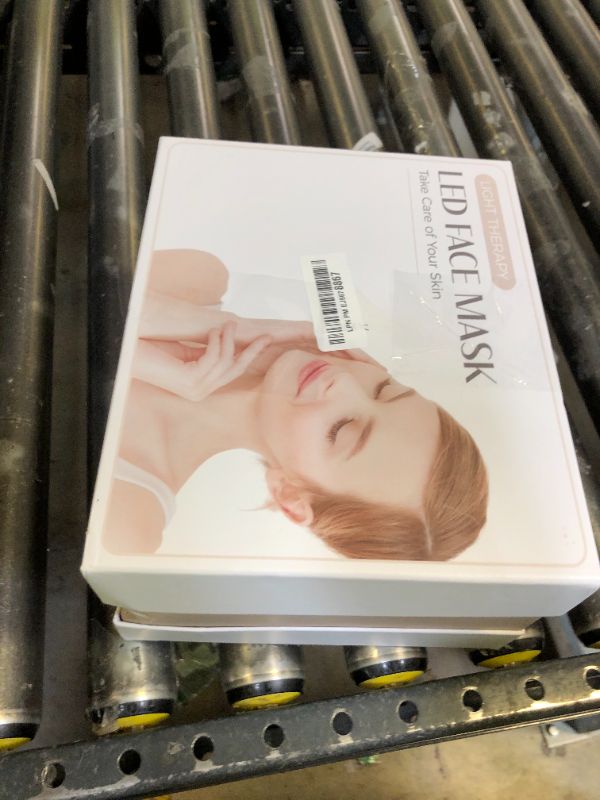 LIGHT THERAPY
LED FACE MASK
Take Care of Your Skin